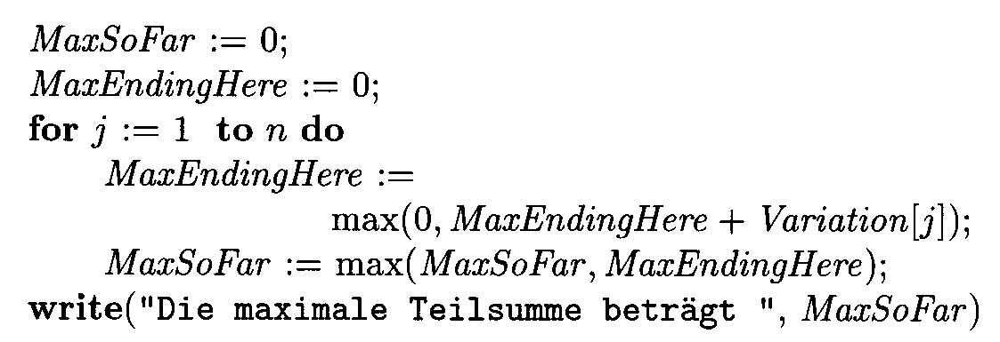 MaxSoFar := 0;
MaxEndingHere := 0;
for j := 1 to n do
MaxEndingHere :=
max(0, MaxEndingHere + Variation[j]);
MaxSoFar := max(MaxSoFar, MaxEndingHere);
write("Die maximale Teilsumme beträgt ", MaxSoFar)